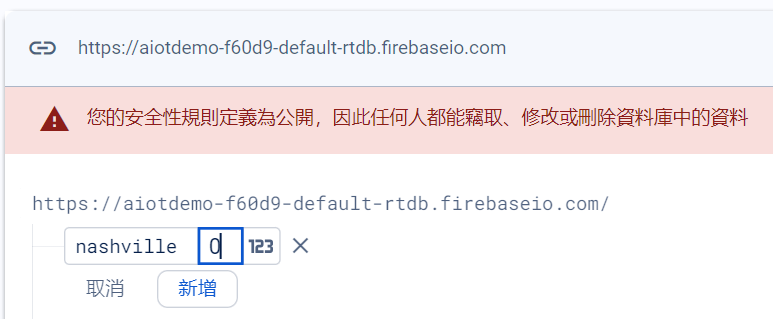 https://aiotdemo-f60d9-default-rtdb.firebaseio.com
您的安全性規則定義為公開，因此任何人都能竊取、修改或刪除資料庫中的資料
https://aiotdemo-f60d9-default-rtdb.firebaseio.com/
nashville 0 123
取消 新增